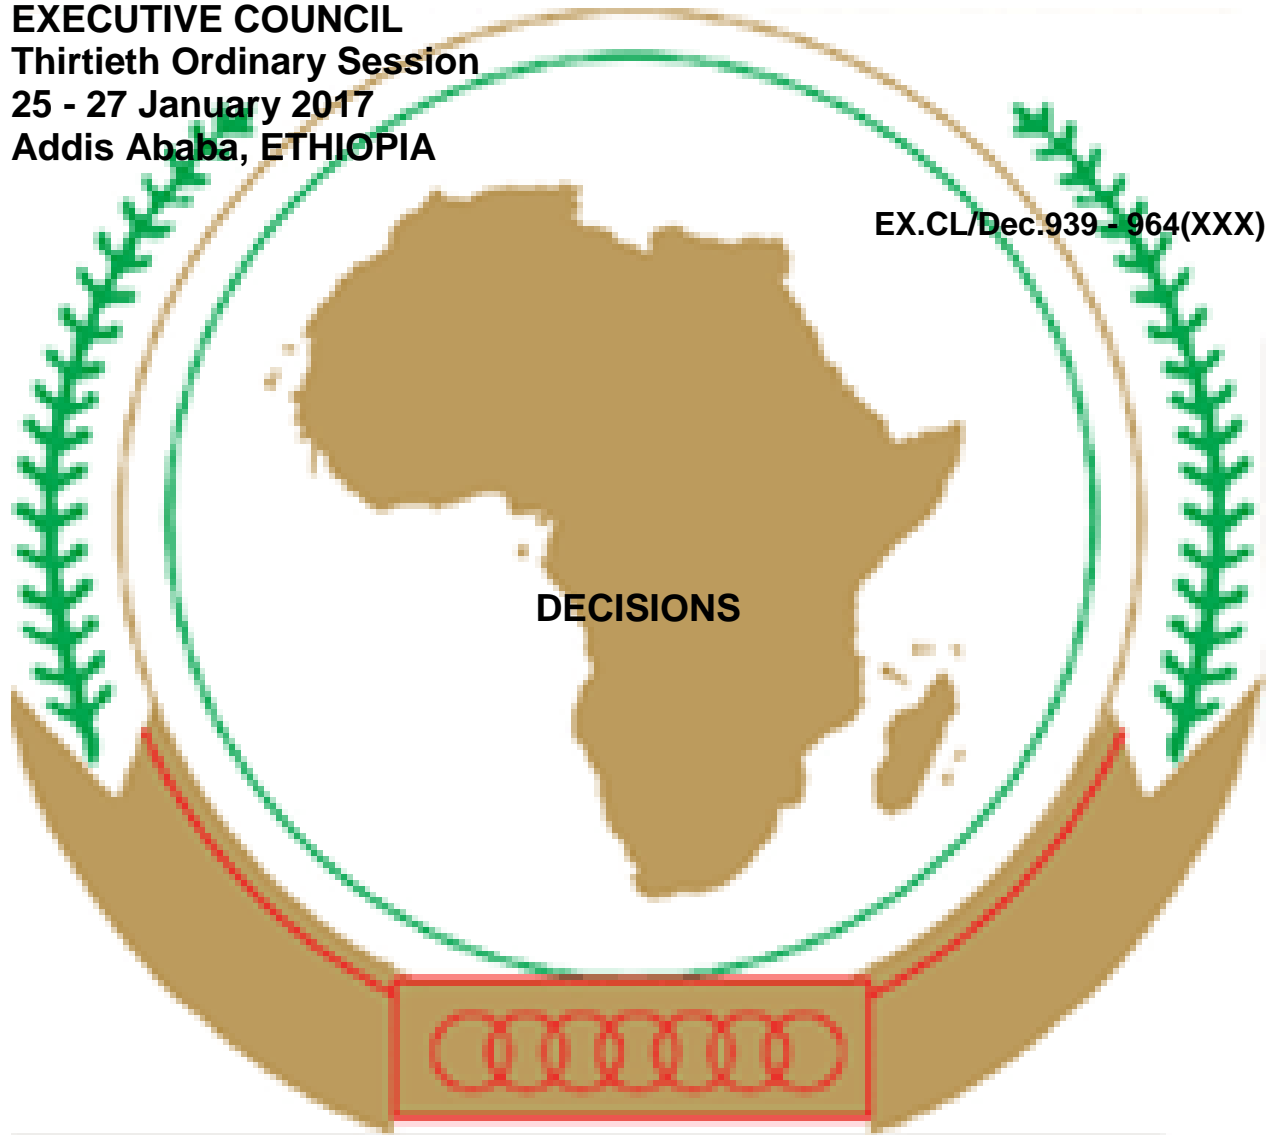 EXECUTIVE COUNCIL
Thirtieth Ordinary Session
25 - 27 January 2017
Addis Ababa, ETHIOPIA
EX.CL/Dec.939 - 964(XXX)
DECISIONS